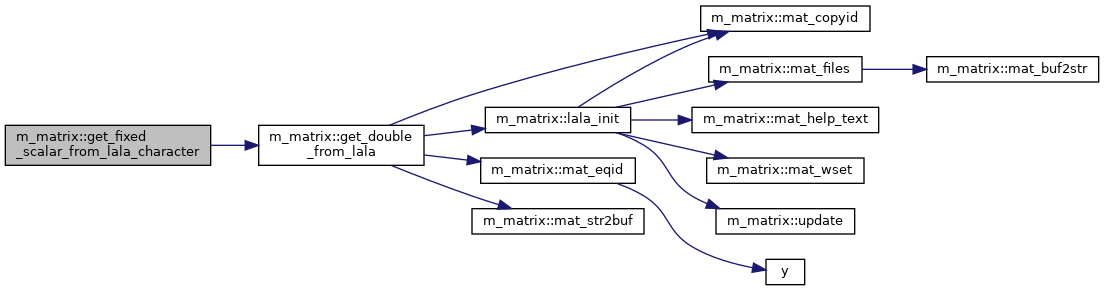 m_matrix::get_fixed
_scalar_from_lala_character
m_matrix::get_double
_from_lala
m_matrix::mat_copyid
m_matrix::lala_init
m_matrix::mat_files
m_matrix::mat_buf2str
m_matrix::mat_help_text
m_matrix::mat_wset
m_matrix::update
m_matrix::mat_eqid
y
m_matrix::mat_str2buf